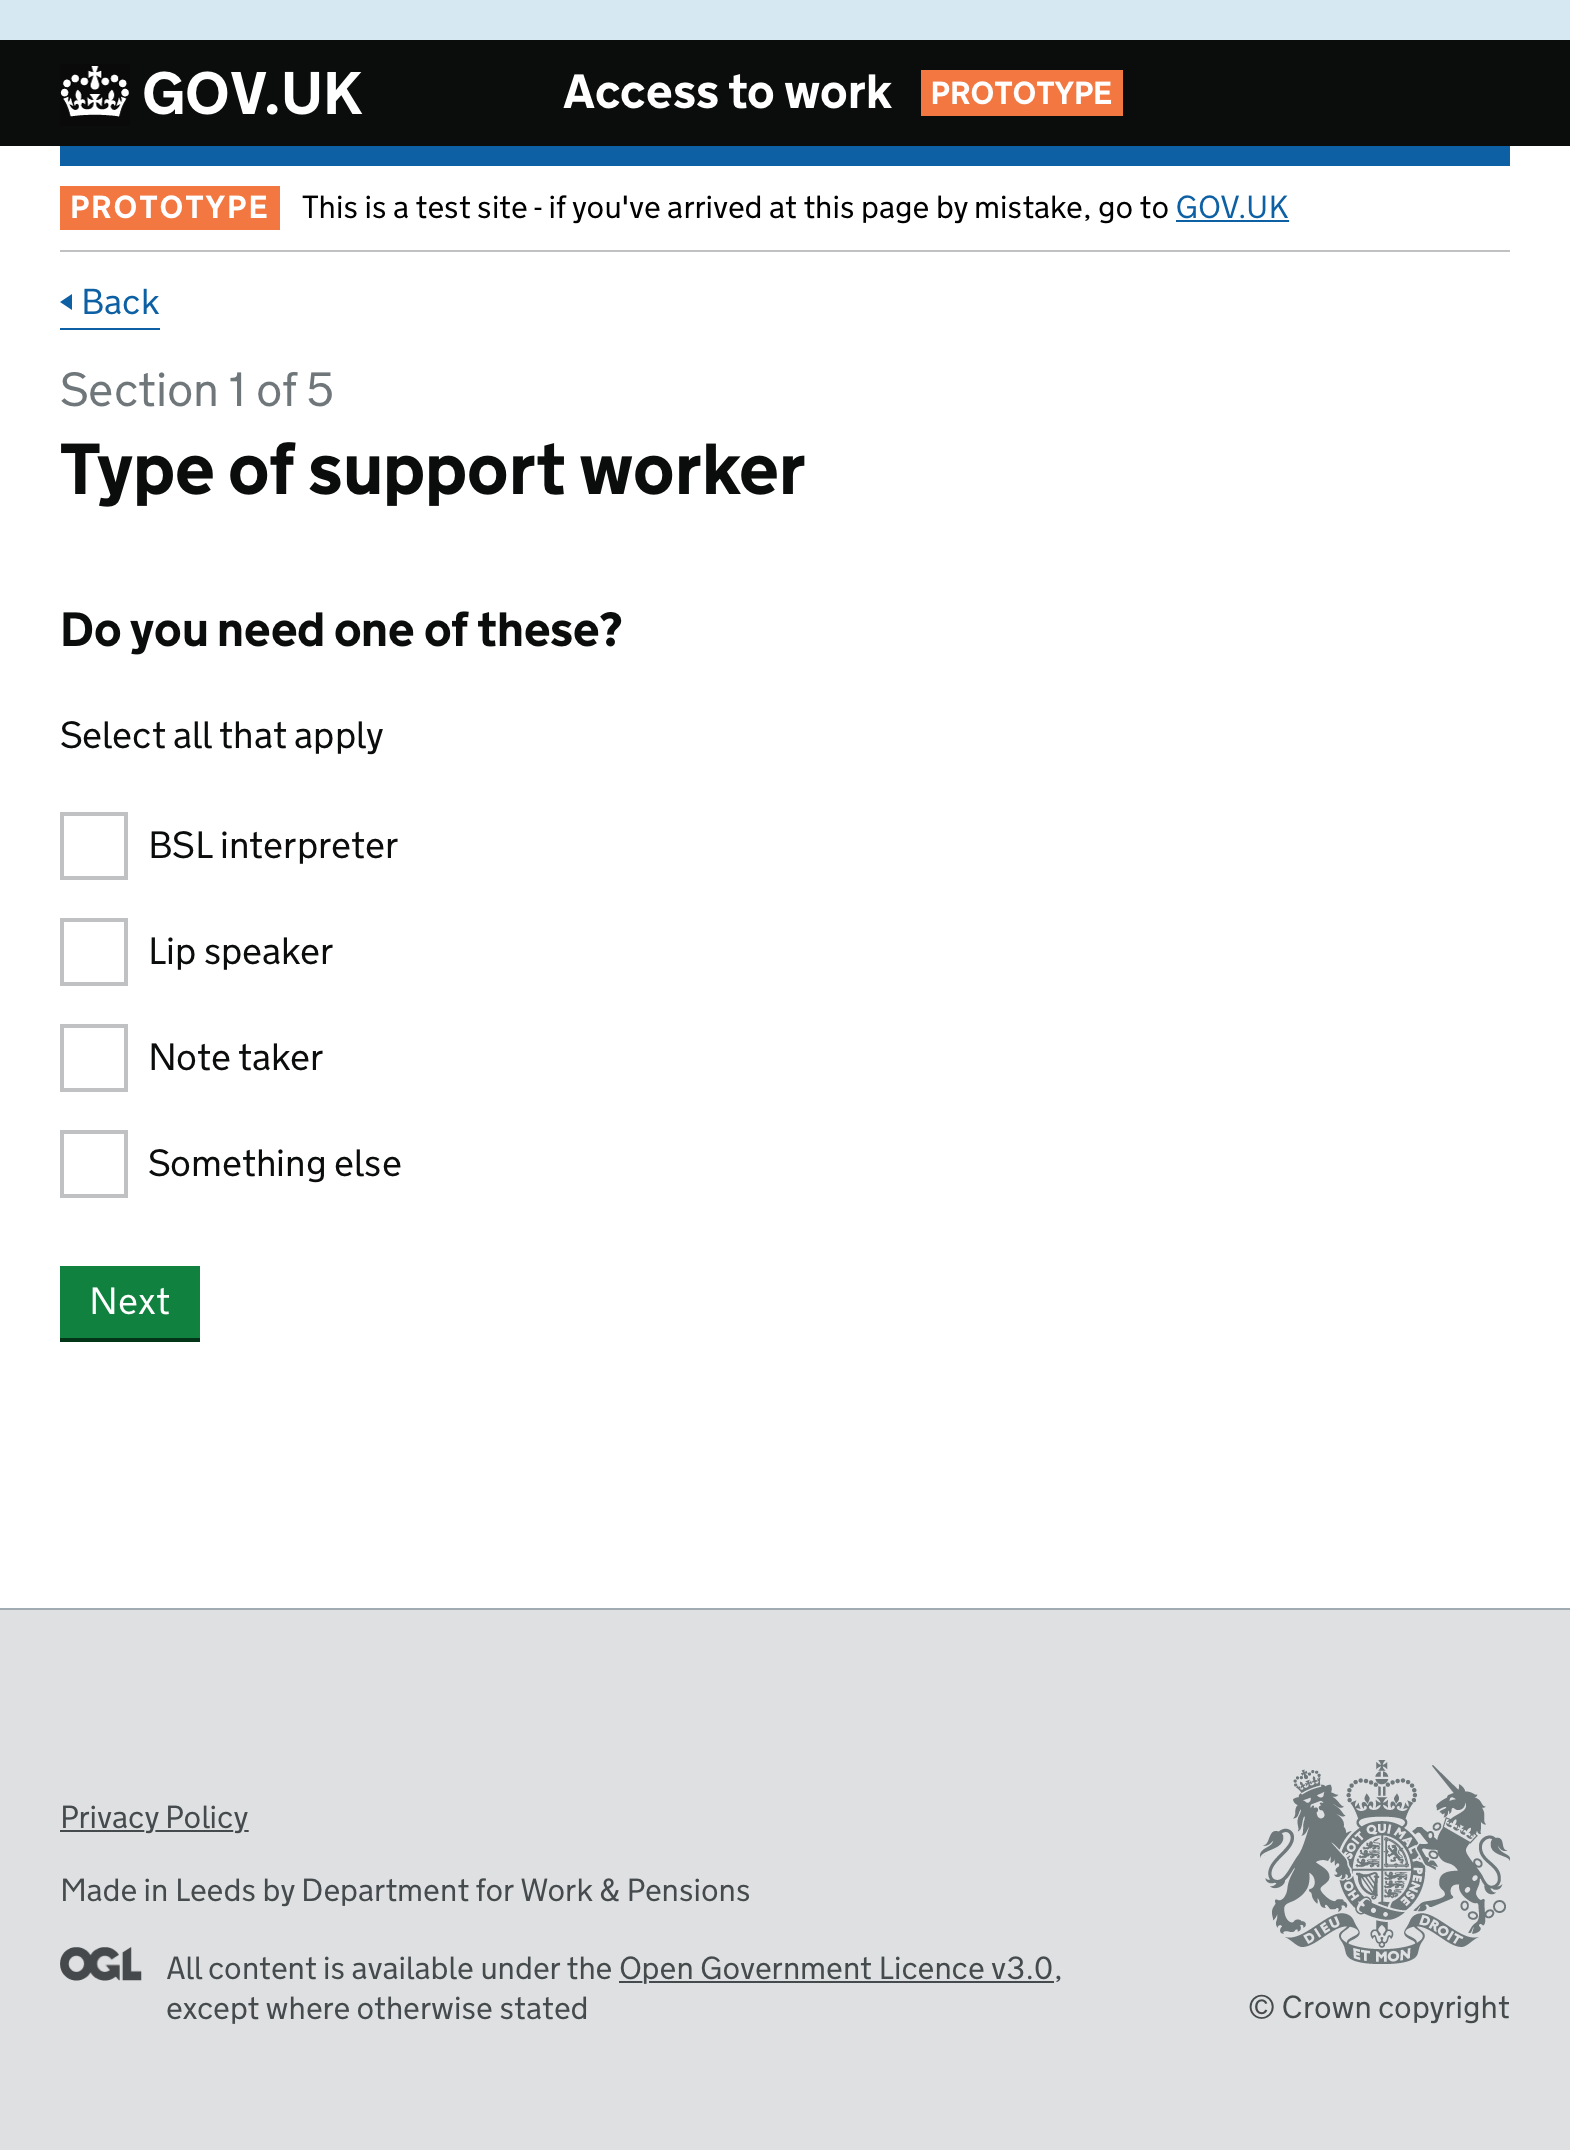 GOV.UK
Access to work PROTOTYPE
PROTOTYPE This is a test site - if you've arrived at this page by mistake, go to GOV.UK
Back
Section 1 of 5
Type of support worker
Do you need one of these?
Select all that apply
BSL interpreter
Lip speaker
Note taker
Something else
Next
Privacy Policy
Made in Leeds by Department for Work & Pensions
OGL All content is available under the Open Government Licence v3.0,
except where otherwise stated
DIEU ET MON DROIT
© Crown copyright